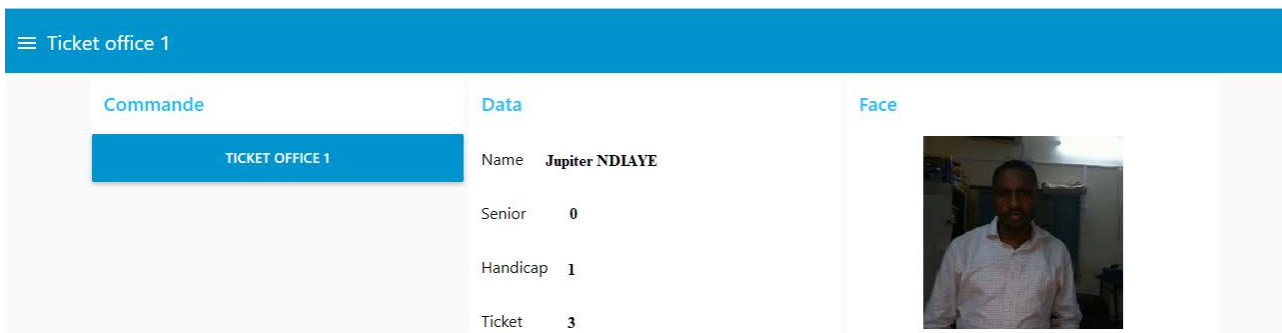 Ticket office 1
Commande
TICKET OFFICE 1
Data
Name Jupiter NDIAYE
Senior 0
Handicap 1
Ticket 3
Face